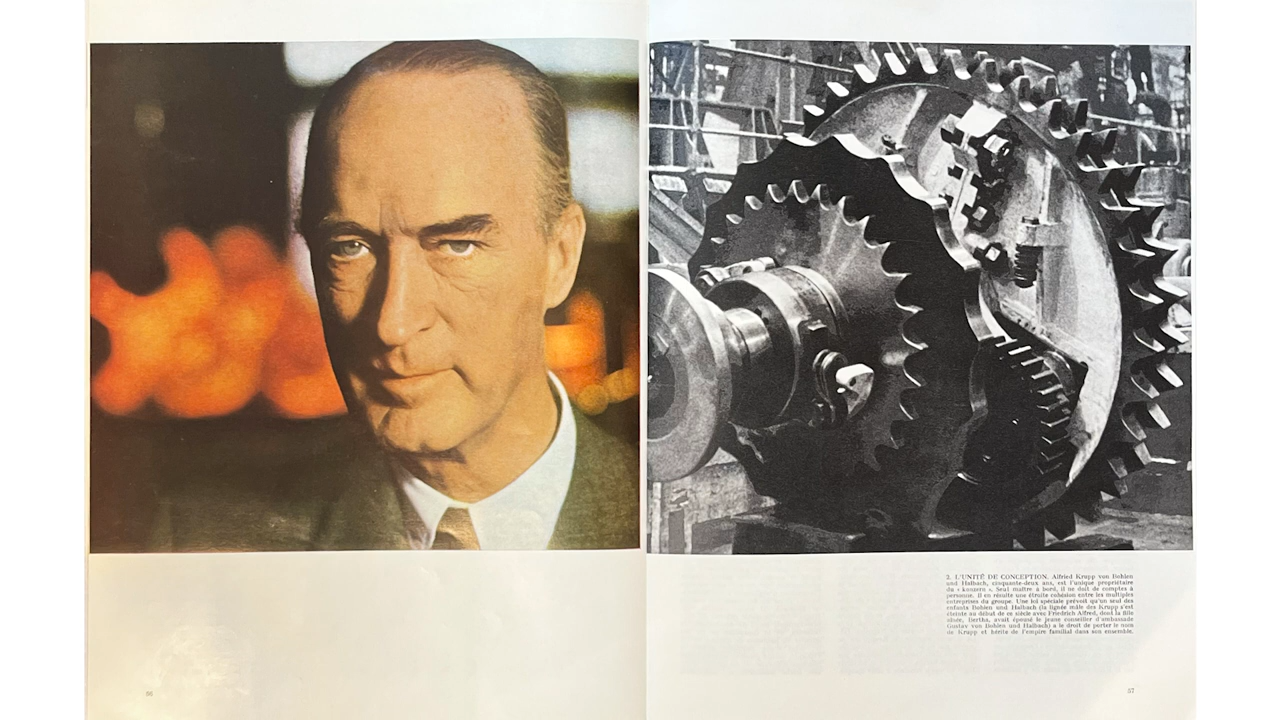 2. L'UNITÉ DE CONCEPTION. Alfried Krupp von Bohlen
und Halbach, cinquante-deux ans, est l'unique propriétaire
du « konzern ». Seul maître à bord, il ne doit de comptes à
personne. Il en résulte une étroite cohésion entre les multiples
entreprises du groupe. Une loi spéciale prévoit qu'un seul des
enfants Bohlen und Halbach (la lignée mâle des Krupp s'est
éteinte au début de ce siècle avec Friedrich Alfred, dont la fille
aînée, Bertha, avait épousé le jeune conseiller d'ambassade
Gustav von Bohlen und Halbach) a le droit de porter le nom
de Krupp et hérite de l'empire familial dans son ensemble.
57